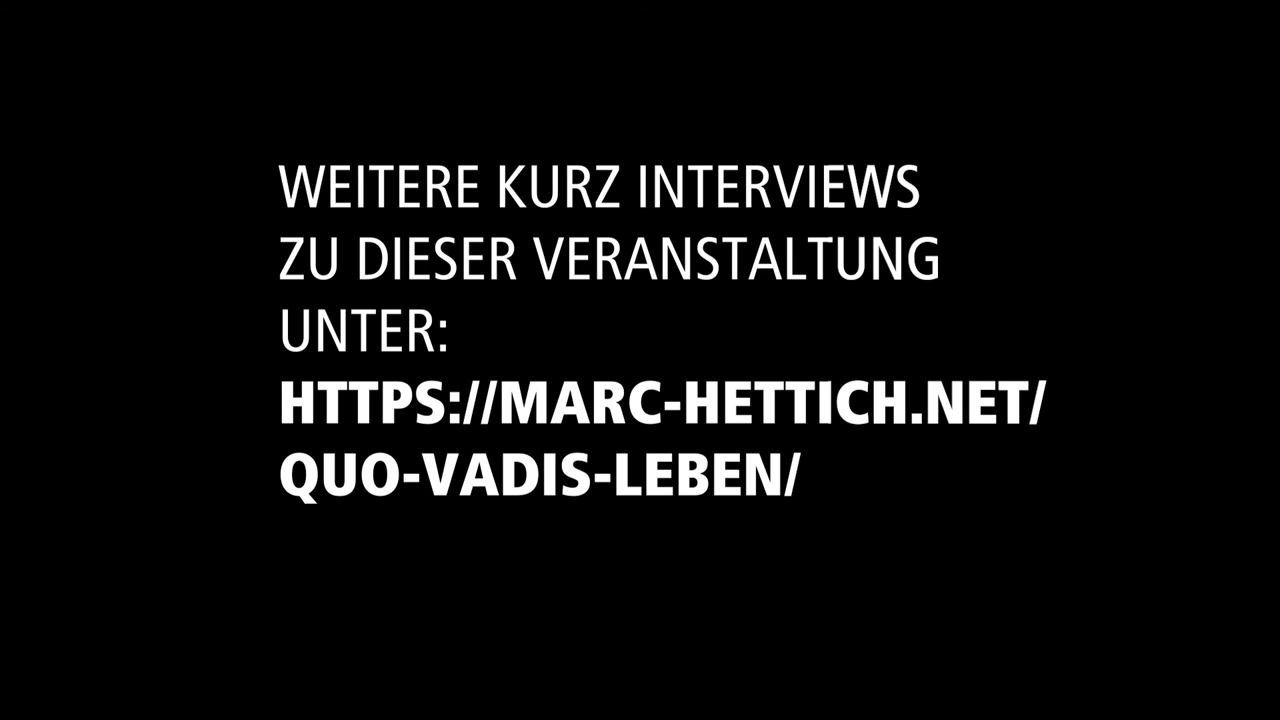 WEITERE KURZ INTERVIEWS
ZU DIESER VERANSTALTUNG
UNTER:
HTTPS://MARC-HETTICH.NET/
QUO-VADIS-LEBEN/